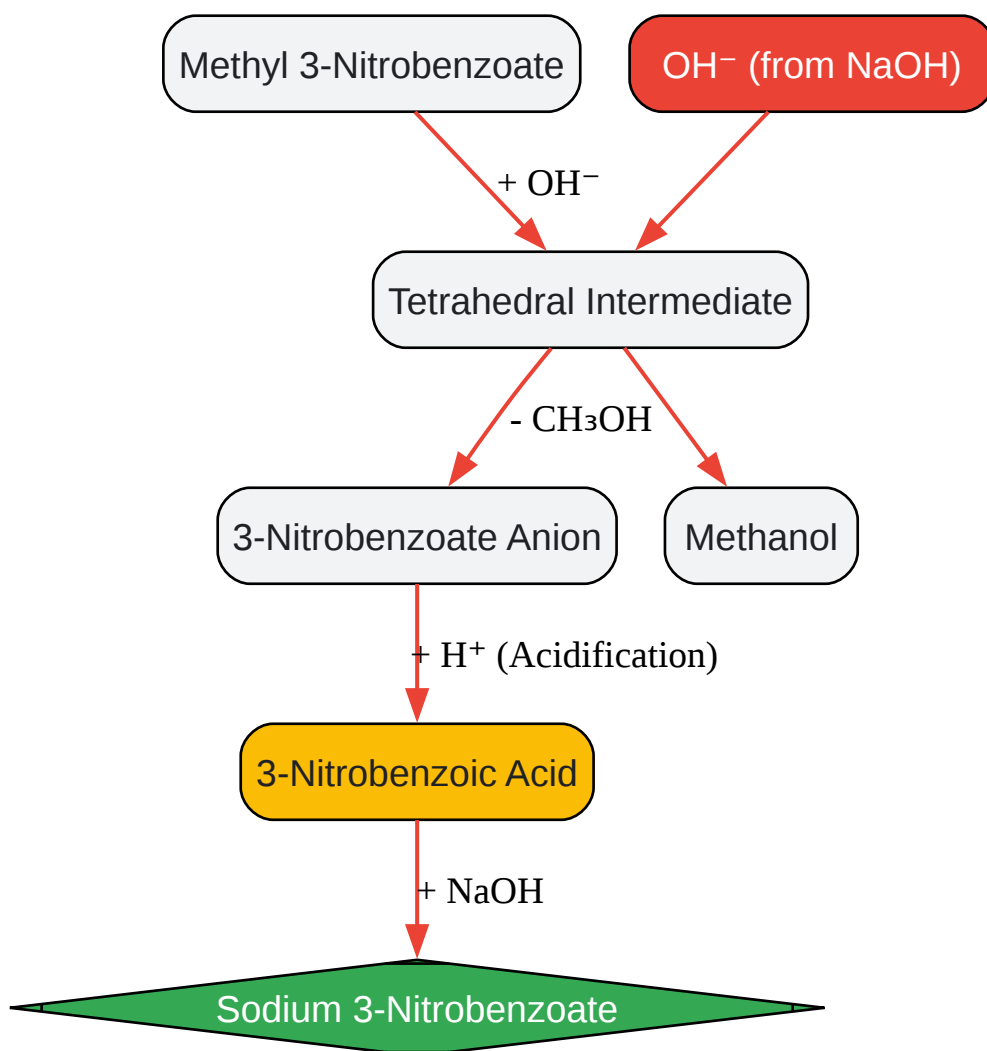 Methyl 3-Nitrobenzoate
OH⁻ (from NaOH)
+ OH⁻
Tetrahedral Intermediate
- CH₃OH
3-Nitrobenzoate Anion
Methanol
+ H⁺ (Acidification)
3-Nitrobenzoic Acid
+ NaOH
Sodium 3-Nitrobenzoate